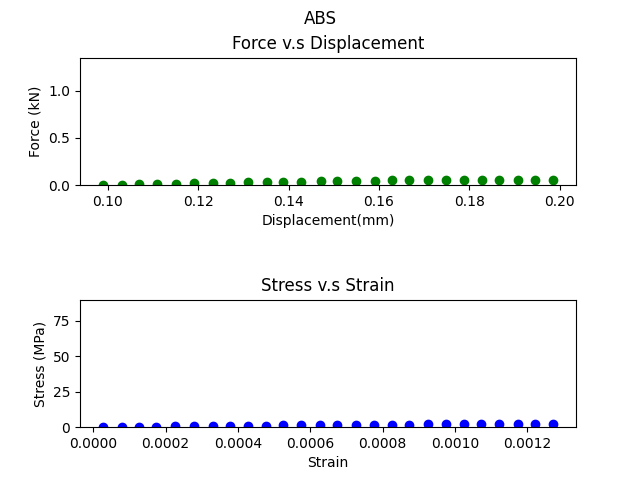 ABS
Force v.s Displacement
1.0
0.5
0.0
Force (kN)
0.10 0.12 0.14 0.16 0.18 0.20
Displacement(mm)
Stress v.s Strain
75
50
25
0
Stress (MPa)
0.0000 0.0002 0.0004 0.0006 0.0008 0.0010 0.0012
Strain